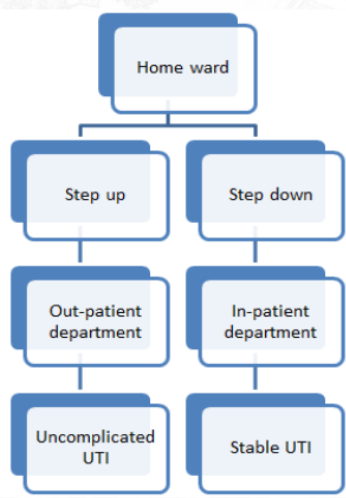 Home ward
Step up
Step down
Out-patient
department
In-patient
department
Uncomplicated
UTI
Stable UTI